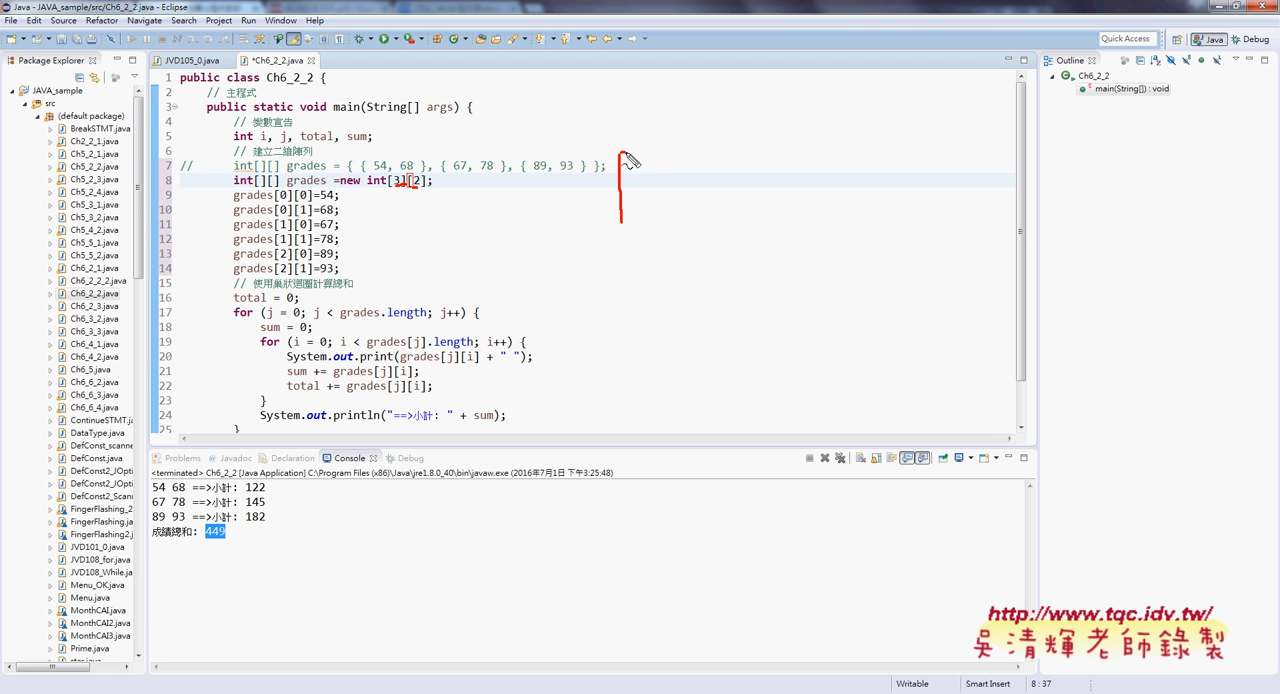 Java - JAVA_sample/src/Ch6_2_2.java - Eclipse
File Edit Source Refactor Navigate Search Project Run Window Help
Quick Access Java Debug
Package Explorer
JAVA_sample
src
(default package)
BreakSTMT.java
Ch2_2_1.java
Ch5_2_1.java
Ch5_2_2.java
Ch5_2_3.java
Ch5_2_4.java
Ch5_3_1.java
Ch5_3_2.java
Ch5_4_2.java
Ch5_5_1.java
Ch5_5_2.java
Ch6_2_1.java
Ch6_2_2_2.java
Ch6_2_2.java
Ch6_2_3.java
Ch6_3_2.java
Ch6_3_3.java
Ch6_4_1.java
Ch6_4_2.java
Ch6_5.java
Ch6_6_2.java
Ch6_6_3.java
Ch6_6_4.java
ContinueSTMT.ja
DataType.java
DefConst_scanne
DefConst.java
DefConst2_JOpti
DefConst2_JOpti
DefConst2_Scan
FingerFlashing_2
FingerFlashing.ja
FingerFlashing2.j
JVD101_0.java
JVD108_for.java
JVD108_While.ja
Menu_OK.java
Menu.java
MonthCAI.java
MonthCAI2.java
MonthCAI3.java
Prime.java
JVD105_0.java *Ch6_2_2.java
1 public class Ch6_2_2 {
2 // 主程式
3 public static void main(String[] args) {
4 // 變數宣告
5 int i, j, total, sum;
6 // 建立二維陣列
7 // int[][] grades = { { 54, 68 }, { 67, 78 }, { 89, 93 } };
8 int[][] grades =new int[3][2];
9 grades[0][0]=54;
10 grades[0][1]=68;
11 grades[1][0]=67;
12 grades[1][1]=78;
13 grades[2][0]=89;
14 grades[2][1]=93;
15 // 使用巢狀迴圈計算總和
16 total = 0;
17 for (j = 0; j < grades.length; j++) {
18 sum = 0;
19 for (i = 0; i < grades[j].length; i++) {
20 System.out.print(grades[j][i] + " ");
21 sum += grades[j][i];
22 total += grades[j][i];
23 }
24 System.out.println("==>小計: " + sum);
25 }
Outline
Ch6_2_2
main(String[]) : void
Problems Javadoc Declaration Console Debug
<terminated> Ch6_2_2 [Java Application] C:\Program Files (x86)\Java\jre1.8.0_40\bin\javaw.exe (2016年7月1日 下午3:25:48)
54 68 ==>小計: 122
67 78 ==>小計: 145
89 93 ==>小計: 182
成績總和: 449
http://www.tqc.idv.tw/
吳清輝老師錄製
Writable Smart Insert 8 : 37